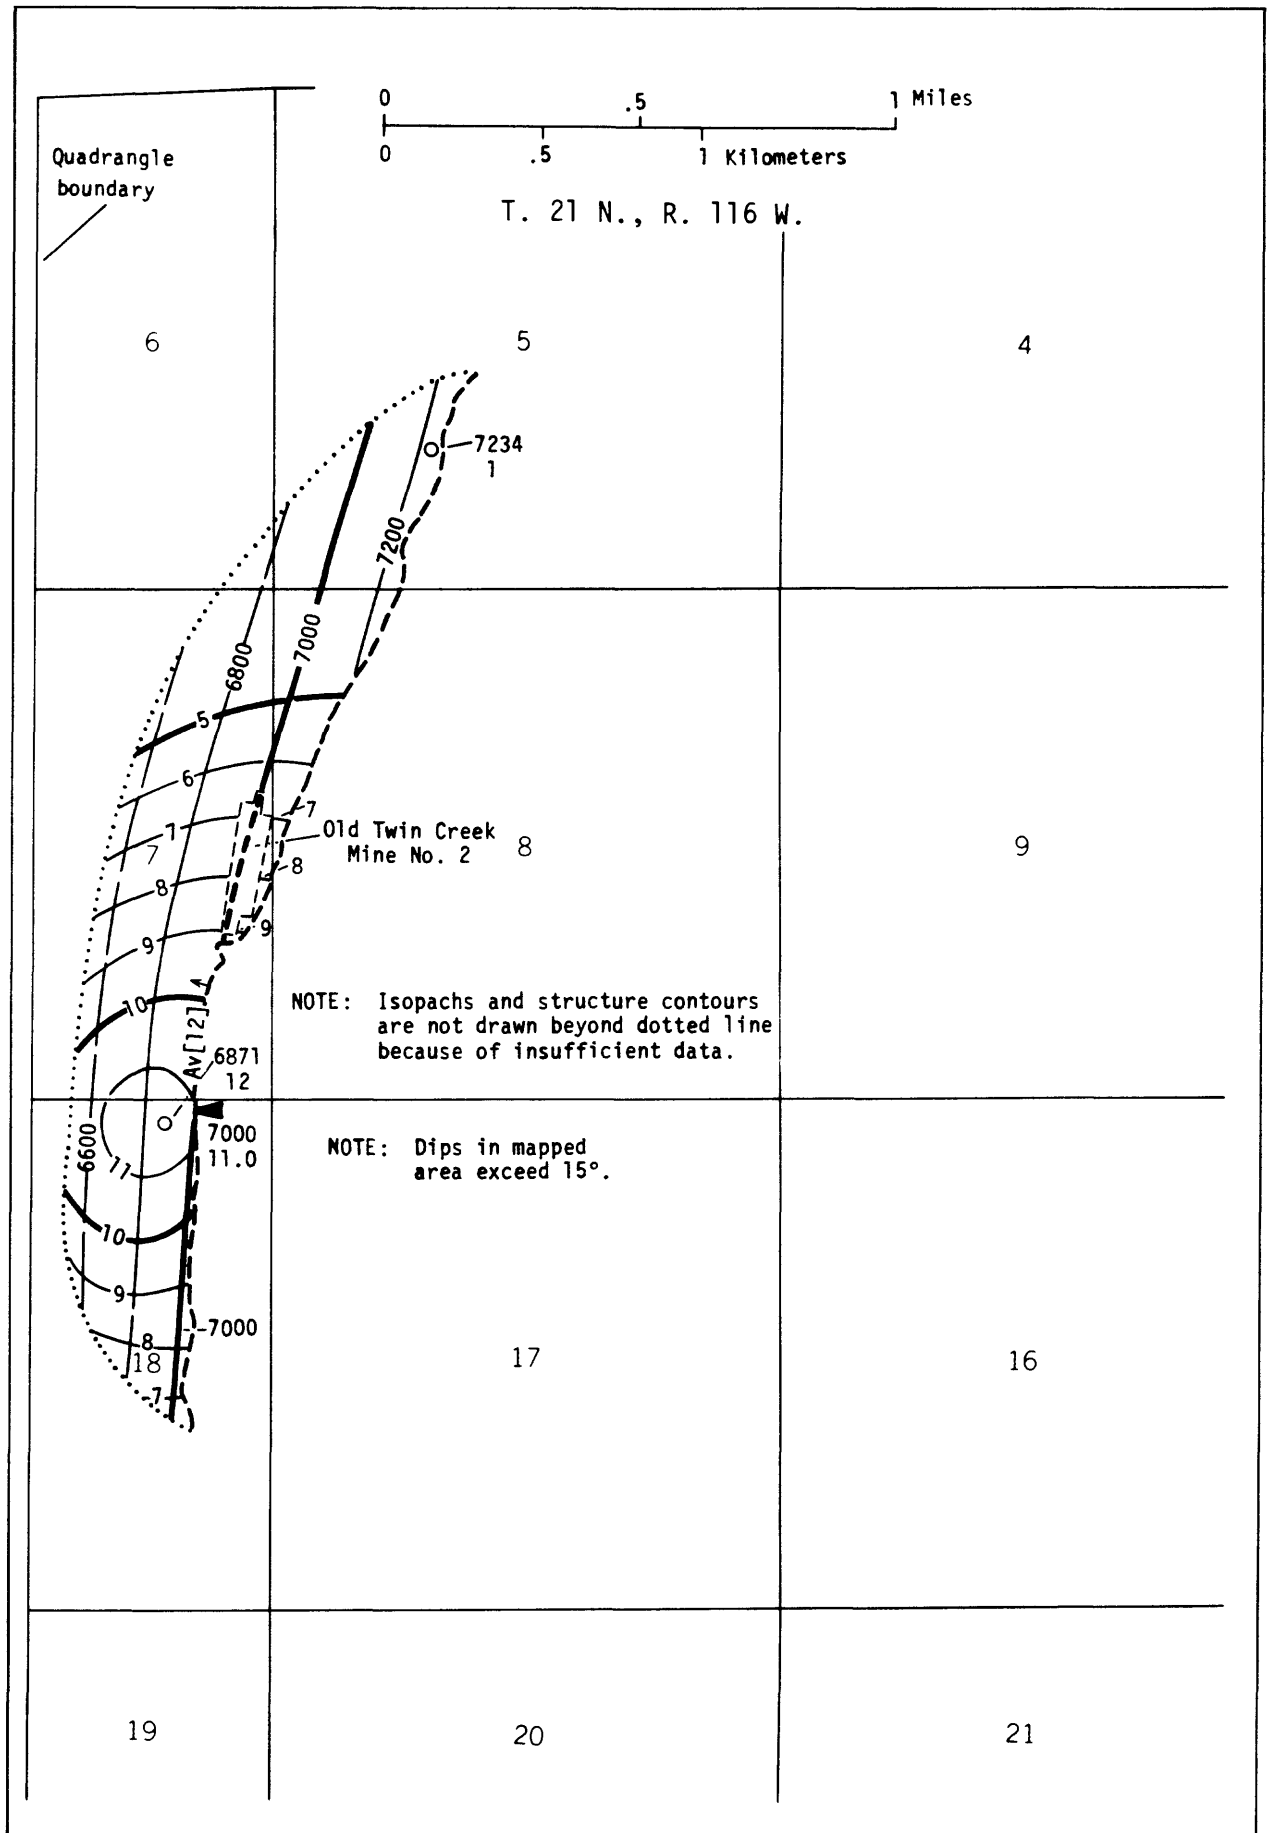 0 .5 1 Miles
0 .5 1 Kilometers
Quadrangle
boundary
T. 21 N., R. 116 W.
6 5 4
7234
1
7200
7000
6800
5
6
7
7
7
Old Twin Creek
Mine No. 2
8
9
8
8
9
9
10
Av[12]
NOTE: Isopachs and structure contours
are not drawn beyond dotted line
because of insufficient data.
6871
12
7000
11.0
6600
11
NOTE: Dips in mapped
area exceed 15°.
10
9
7000
8
18 17 16
7
19 20 21